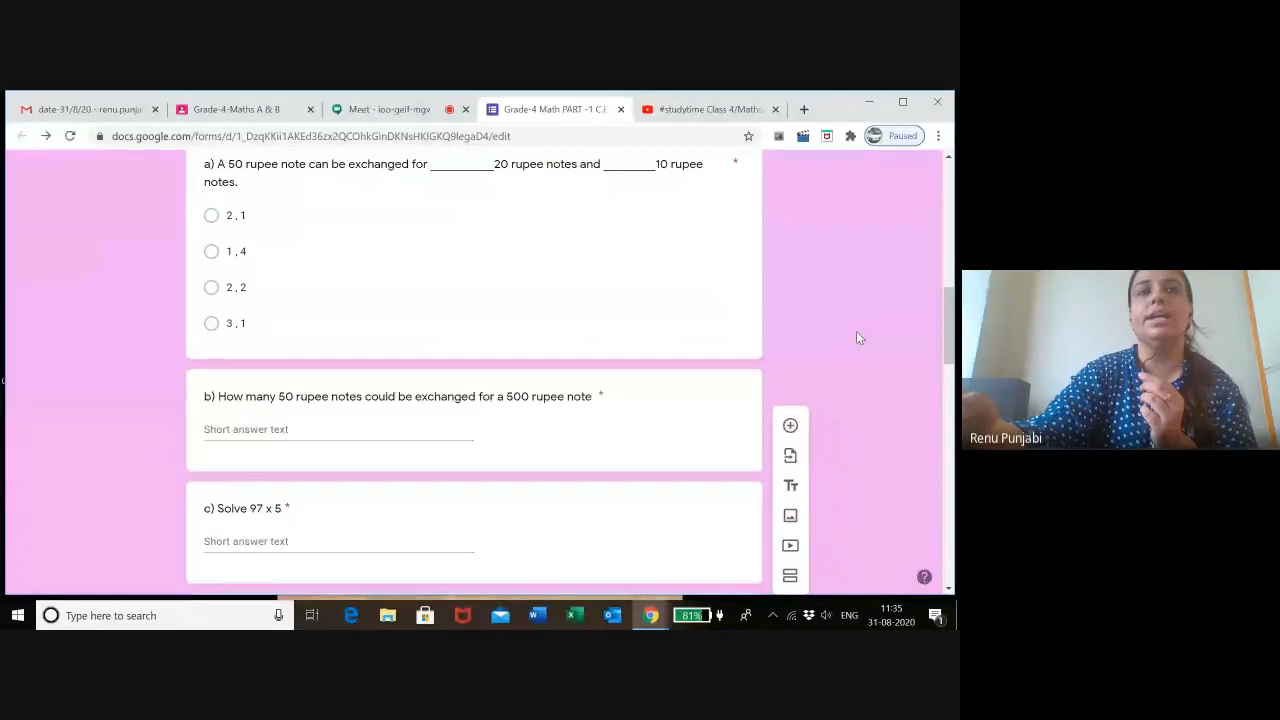 date-31/8/20 - renu.punja
Grade-4-Maths A & B
Meet - ioo-geif-mgv
Grade-4 Math PART -1 C.E
#studytime Class 4/Math
docs.google.com/forms/d/1_DzqKKii1AKEd36zx2QCOhkGinDKNsHKIGKQ9legaD4/edit
Paused
a) A 50 rupee note can be exchanged for __________20 rupee notes and ________10 rupee
notes.
*
2 , 1
1 , 4
2 , 2
3 , 1
b) How many 50 rupee notes could be exchanged for a 500 rupee note *
Short answer text
c) Solve 97 x 5 *
Short answer text
Renu Punjabi
Type here to search
81%
ENG
11:35
31-08-2020